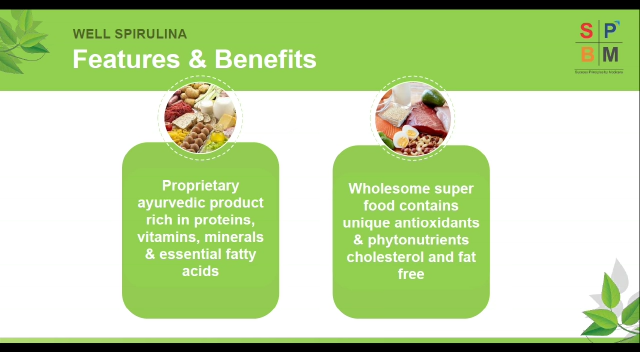 WELL SPIRULINA
Features & Benefits
S P
B M
Proprietary
ayurvedic product
rich in proteins,
vitamins, minerals
& essential fatty
acids
Wholesome super
food contains
unique antioxidants
& phytonutrients
cholesterol and fat
free